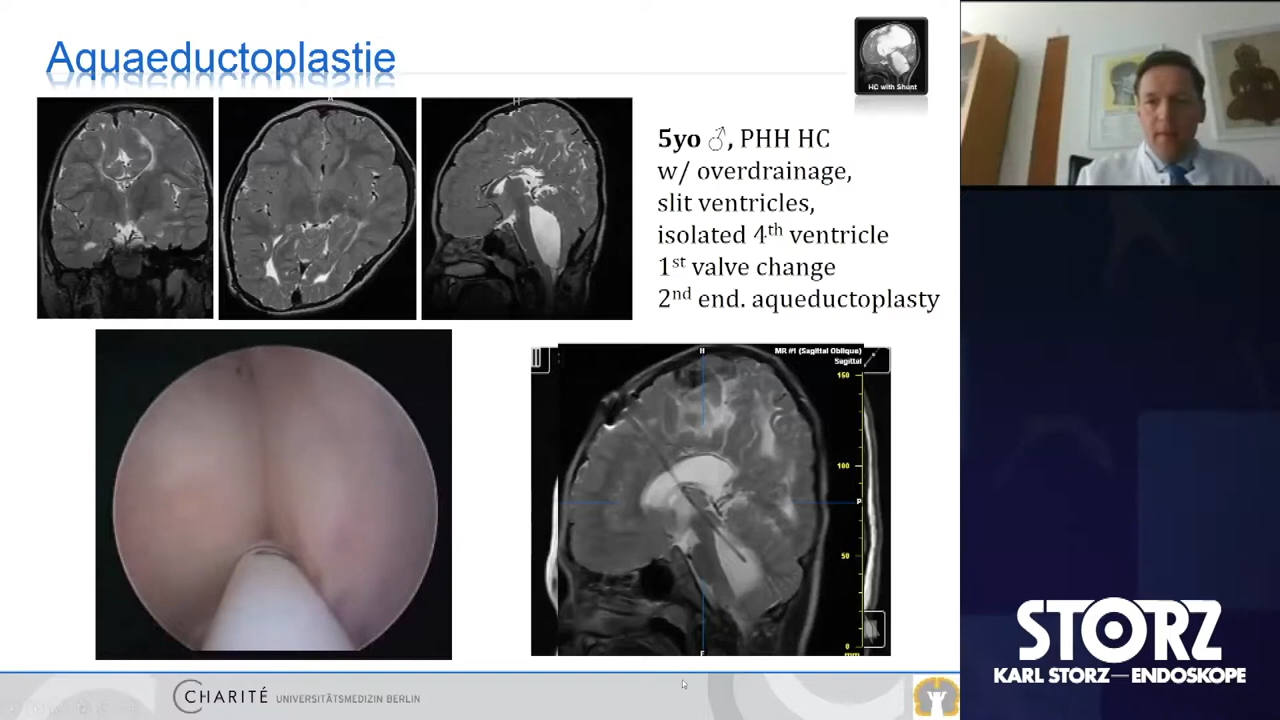 Aquaeductoplastie
HC with Shunt
5yo ♂, PHH HC
w/ overdrainage,
slit ventricles,
isolated 4th ventricle
1st valve change
2nd end. aqueductoplasty
A
H
H
MR #1 (Sagittal Oblique)
Sagittal
150
100
P
50
0
mm
F
STORZ
KARL STORZ—ENDOSKOPE
CHARITÉ UNIVERSITÄTSMEDIZIN BERLIN